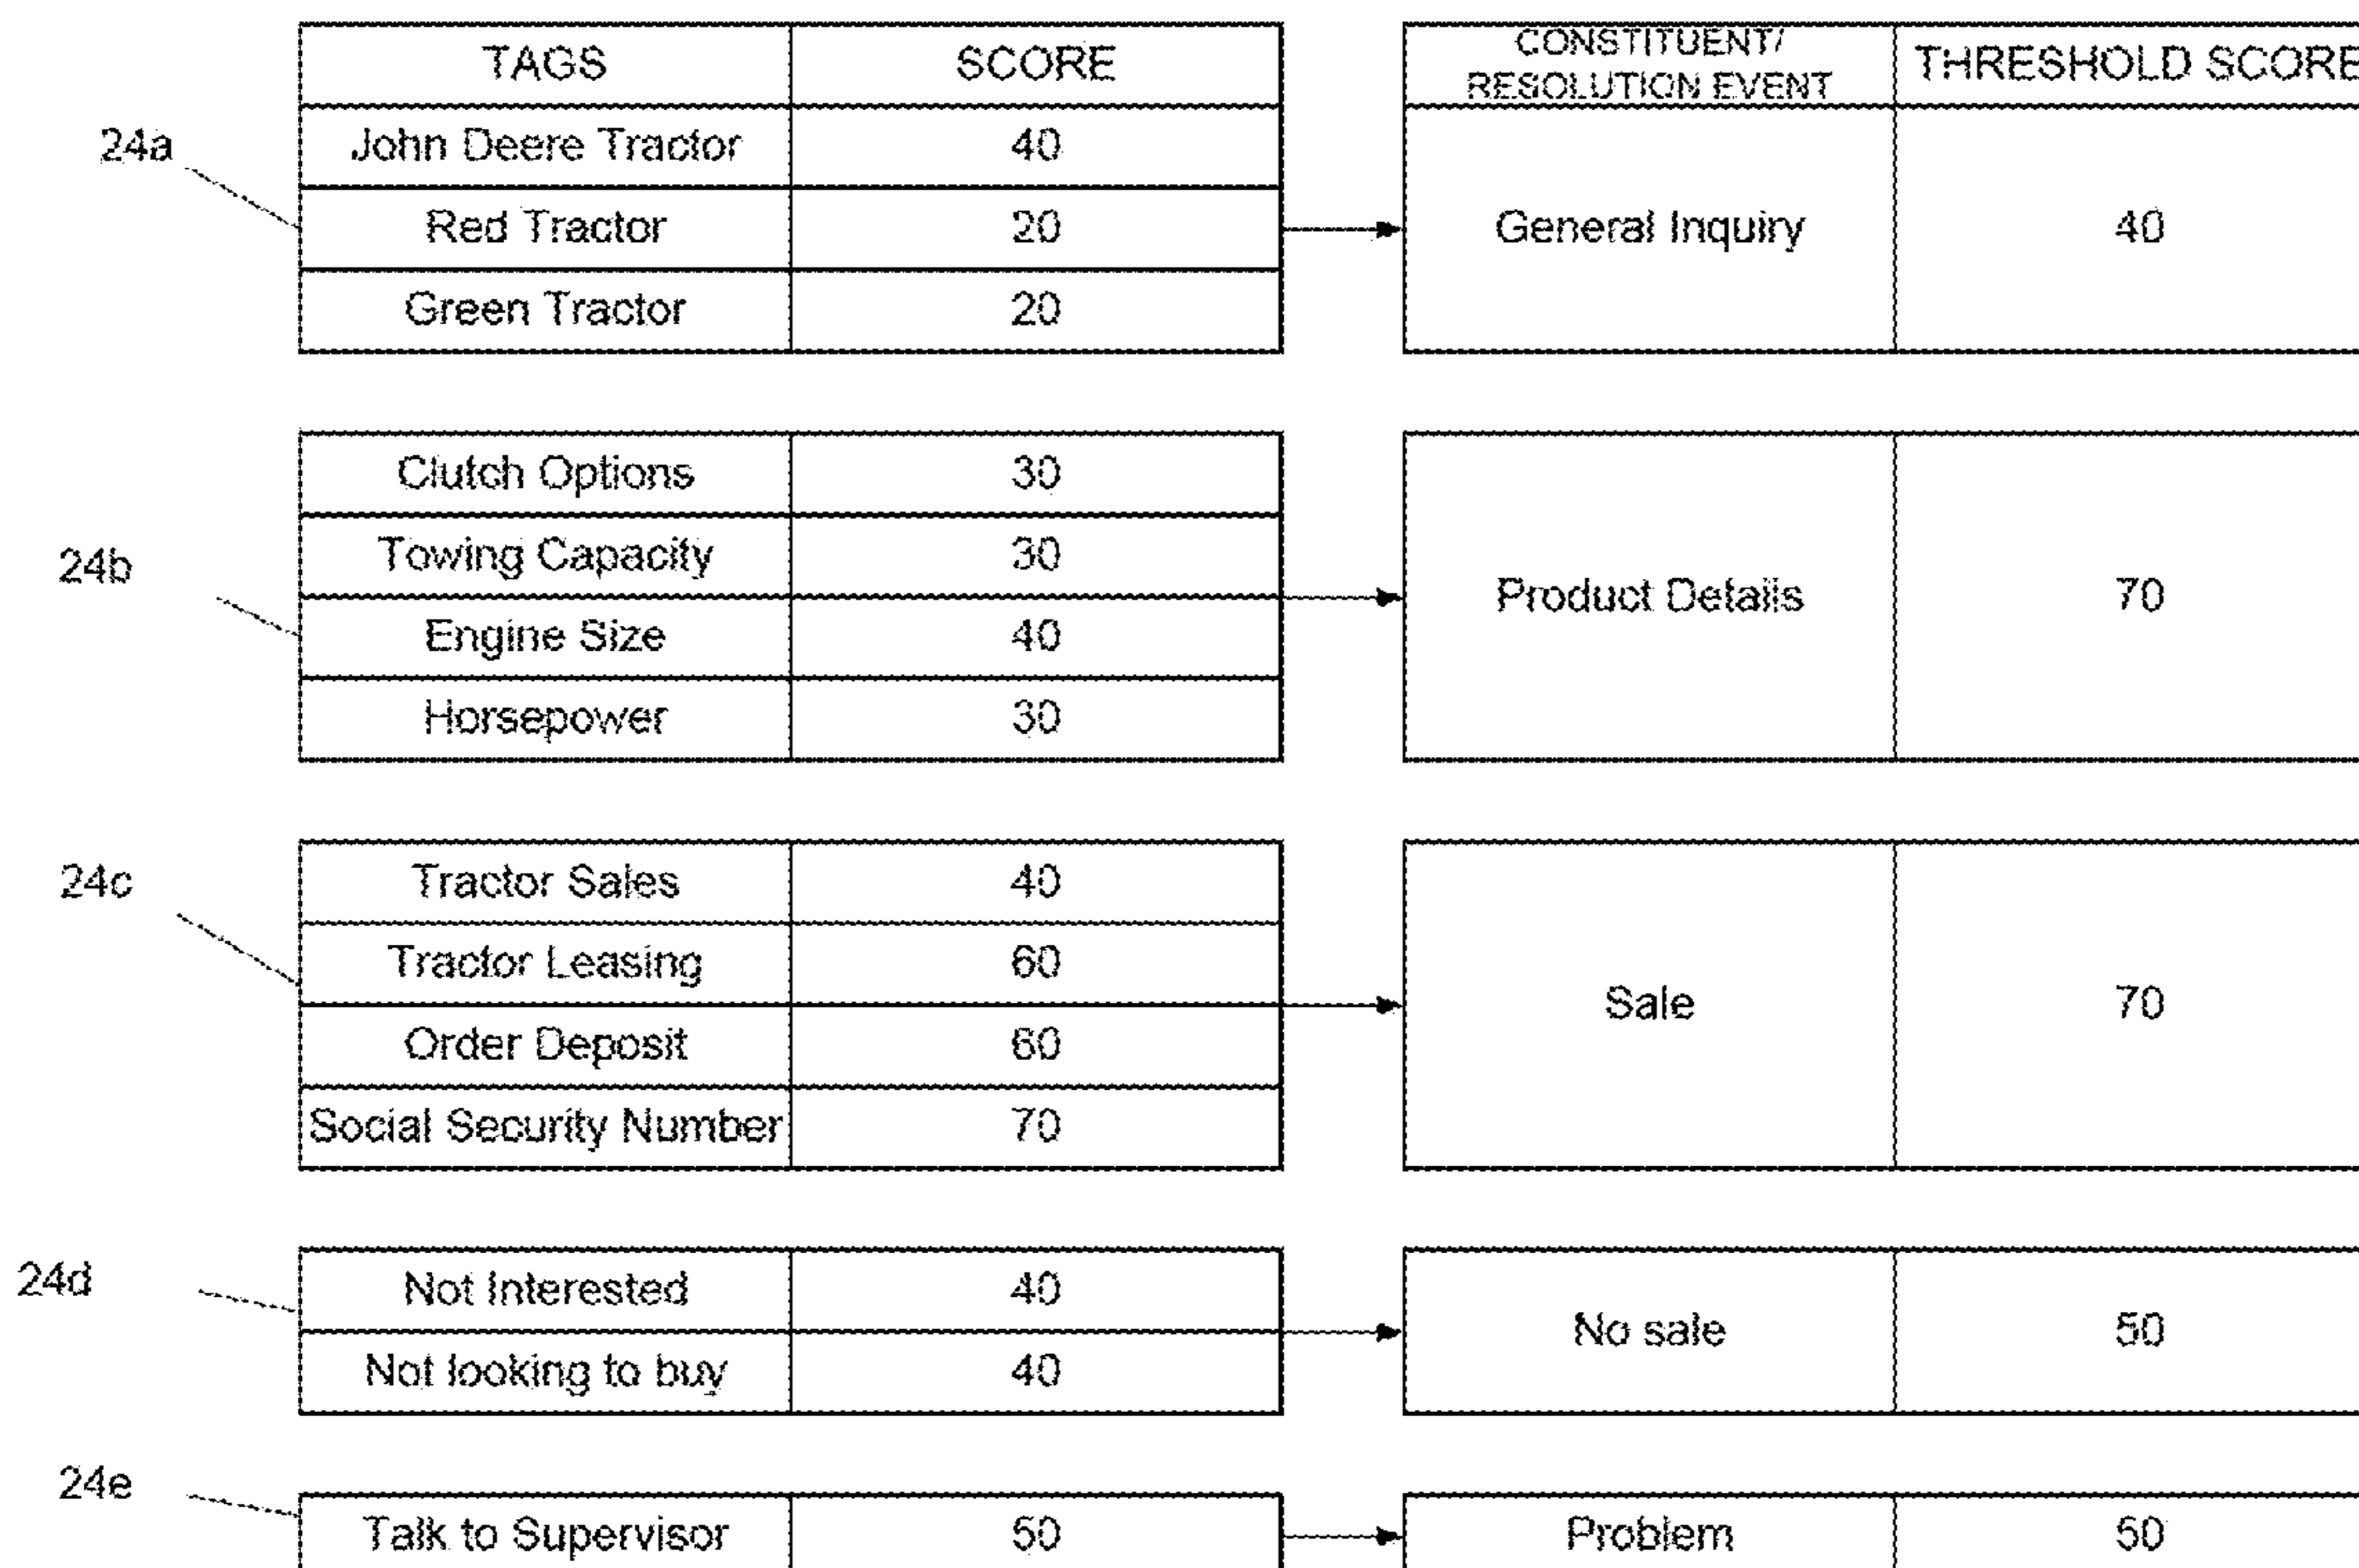 TAGS SCORE CONSTITUENT/ RESOLUTION EVENT THRESHOLD SCORE
24a
John Deere Tractor 40
Red Tractor 20 General Inquiry 40
Green Tractor 20
24b
Clutch Options 30
Towing Capacity 30
Product Details 70
Engine Size 40
Horsepower 30
24c
Tractor Sales 40
Tractor Leasing 60
Sale 70
Order Deposit 60
Social Security Number 70
24d
Not Interested 40
No sale 50
Not looking to buy 40
24e
Talk to Supervisor 50 Problem 50